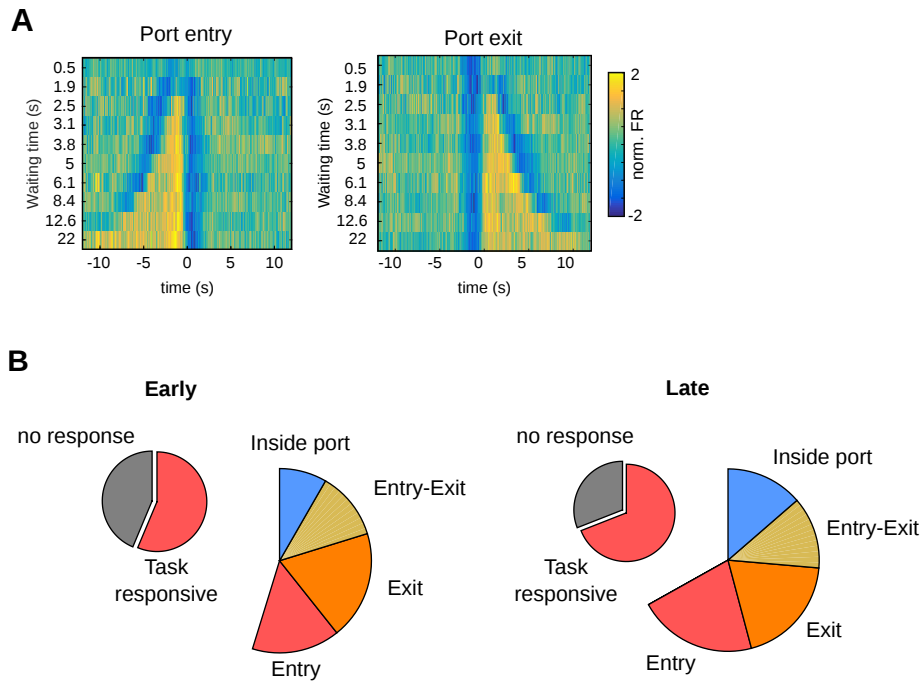 A
Port entry
Port exit
Waiting time (s)
0.5
1.9
2.5
3.1
3.8
5
6.1
8.4
12.6
22
-10
-5
0
5
10
time (s)
Waiting time (s)
0.5
1.9
2.5
3.1
3.8
5
6.1
8.4
12.6
22
-10
-5
0
5
10
time (s)
2
norm. FR
-2
B
Early
no response
Task
responsive
Inside port
Entry-Exit
Exit
Entry
Late
no response
Task
responsive
Inside port
Entry-Exit
Exit
Entry